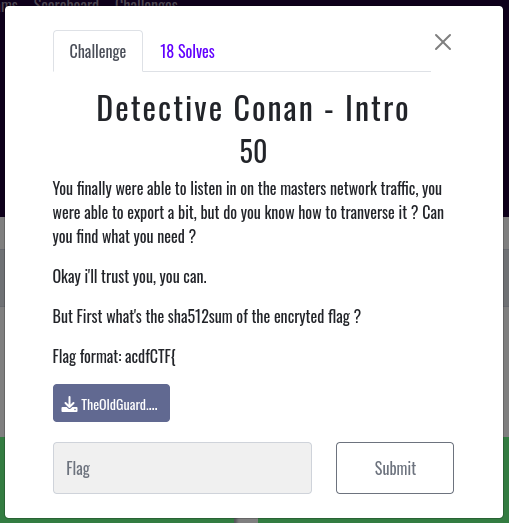 Scoreboard Challenges
Challenge
18 Solves
Detective Conan - Intro
50
You finally were able to listen in on the masters network traffic, you
were able to export a bit, but do you know how to tranverse it ? Can
you find what you need ?
Okay i'll trust you, you can.
But First what's the sha512sum of the encryted flag ?
Flag format: acdfCTF{
TheOldGuard....
Flag
Submit